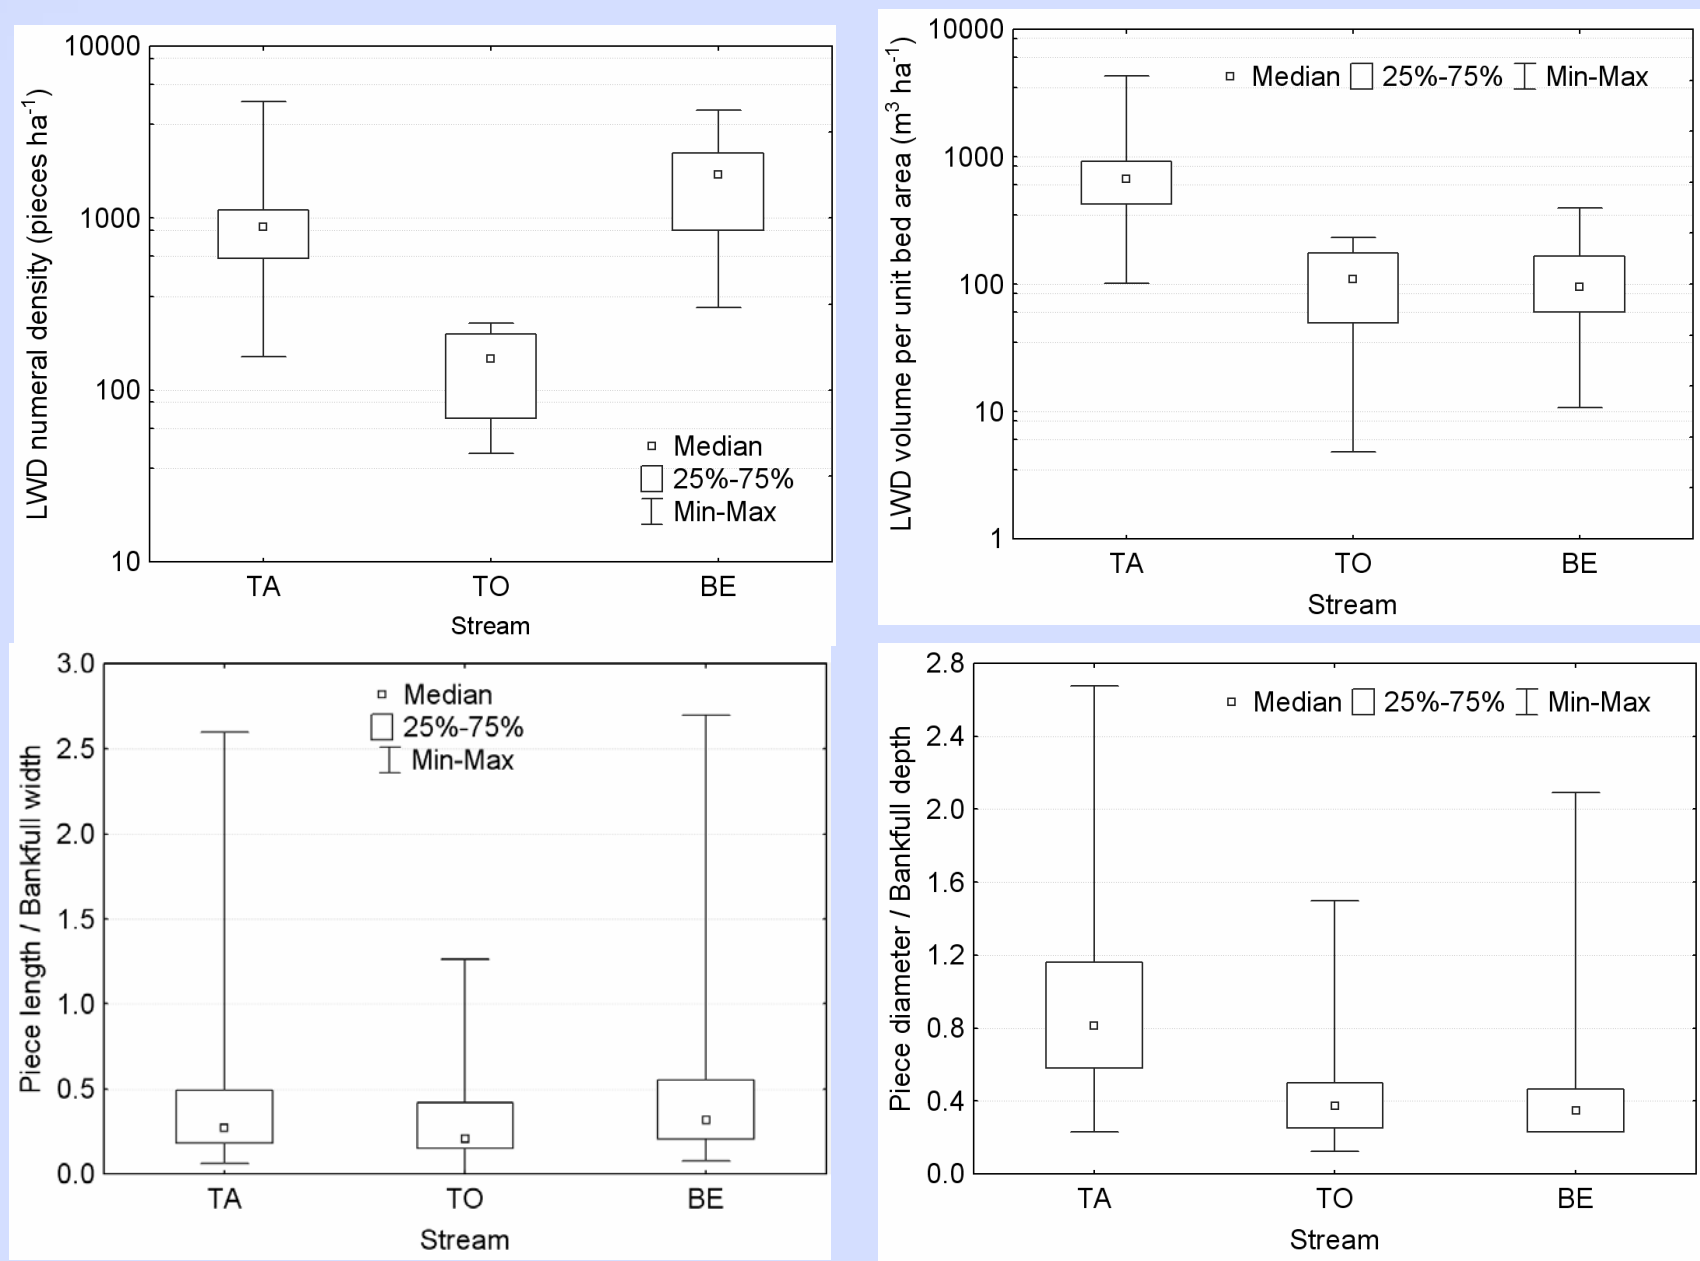 LWD numeral density (pieces ha-1)
10000
1000
100
10
Median
25%-75%
Min-Max
TA TO BE
Stream
LWD volume per unit bed area (m3 ha-1)
10000
1000
100
10
1
Median 25%-75% Min-Max
TA TO BE
Stream
Piece length / Bankfull width
3.0
2.5
2.0
1.5
1.0
0.5
0.0
Median
25%-75%
Min-Max
TA TO BE
Stream
Piece diameter / Bankfull depth
2.8
2.4
2.0
1.6
1.2
0.8
0.4
0.0
Median 25%-75% Min-Max
TA TO BE
Stream